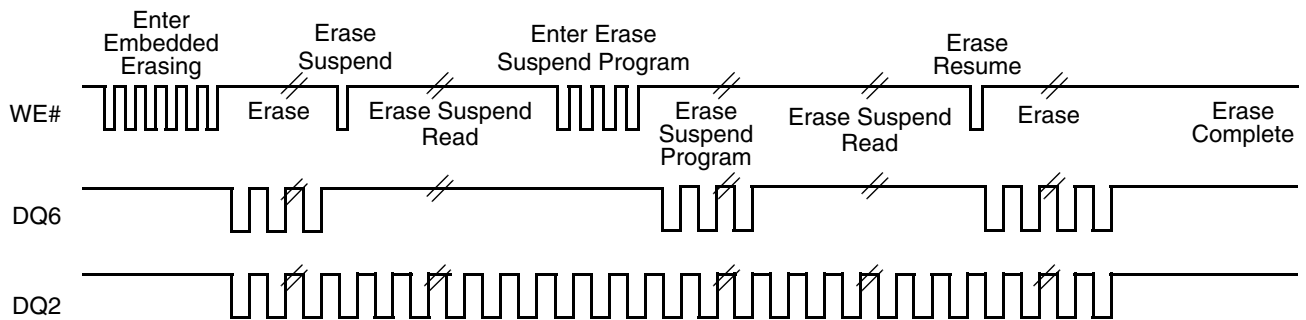 Enter
Embedded
Erasing
Erase
Suspend
Enter Erase
Suspend Program
Erase
Resume
WE#
Erase
Erase Suspend
Read
Erase
Suspend
Program
Erase Suspend
Read
Erase
Erase
Complete
DQ6
DQ2